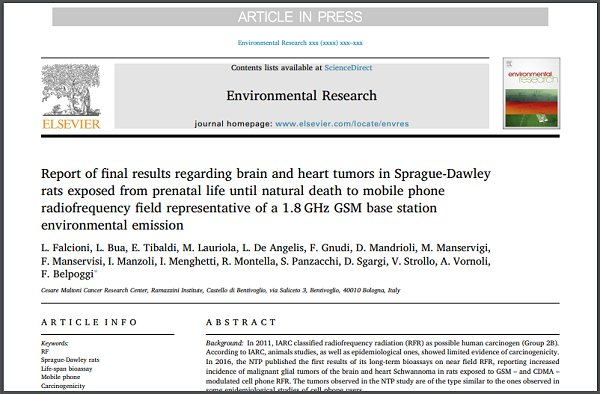 ARTICLE IN PRESS
Environmental Research xxx (xxxx) xxx–xxx
Contents lists available at ScienceDirect
Environmental Research
journal homepage: www.elsevier.com/locate/envres
ELSEVIER
environmental
research
Report of final results regarding brain and heart tumors in Sprague-Dawley
rats exposed from prenatal life until natural death to mobile phone
radiofrequency field representative of a 1.8 GHz GSM base station
environmental emission
L. Falcioni, L. Bua, E. Tibaldi, M. Lauriola, L. De Angelis, F. Gnudi, D. Mandrioli, M. Manservigi,
F. Manservisi, I. Manzoli, I. Menghetti, R. Montella, S. Panzacchi, D. Sgargi, V. Strollo, A. Vornoli,
F. Belpoggi*
Cesare Maltoni Cancer Research Center, Ramazzini Institute, Castello di Bentivoglio, via Saliceto 3, Bentivoglio, 40010 Bologna, Italy
ARTICLE INFO
Keywords:
RF
Sprague-Dawley rats
Life-span bioassay
Mobile phone
Carcinogenicity
ABSTRACT
Background: In 2011, IARC classified radiofrequency radiation (RFR) as possible human carcinogen (Group 2B).
According to IARC, animals studies, as well as epidemiological ones, showed limited evidence of carcinogenicity.
In 2016, the NTP published the first results of its long-term bioassays on near field RFR, reporting increased
incidence of malignant glial tumors of the brain and heart Schwannoma in rats exposed to GSM – and CDMA –
modulated cell phone RFR. The tumors observed in the NTP study are of the type similar to the ones observed in
some epidemiological studies of cell phone users.